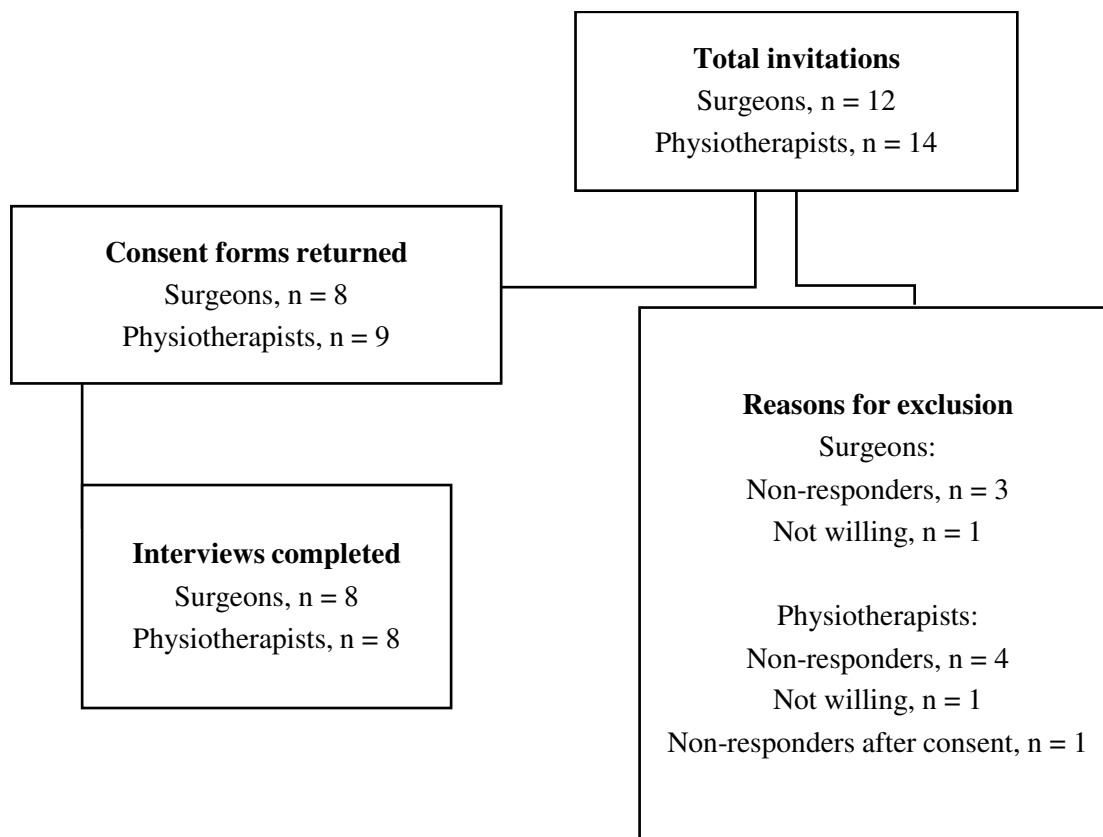 Total invitations
Surgeons, n = 12
Physiotherapists, n = 14
Consent forms returned
Surgeons, n = 8
Physiotherapists, n = 9
Reasons for exclusion
Surgeons:
Non-responders, n = 3
Not willing, n = 1
Physiotherapists:
Non-responders, n = 4
Not willing, n = 1
Non-responders after consent, n = 1
Interviews completed
Surgeons, n = 8
Physiotherapists, n = 8